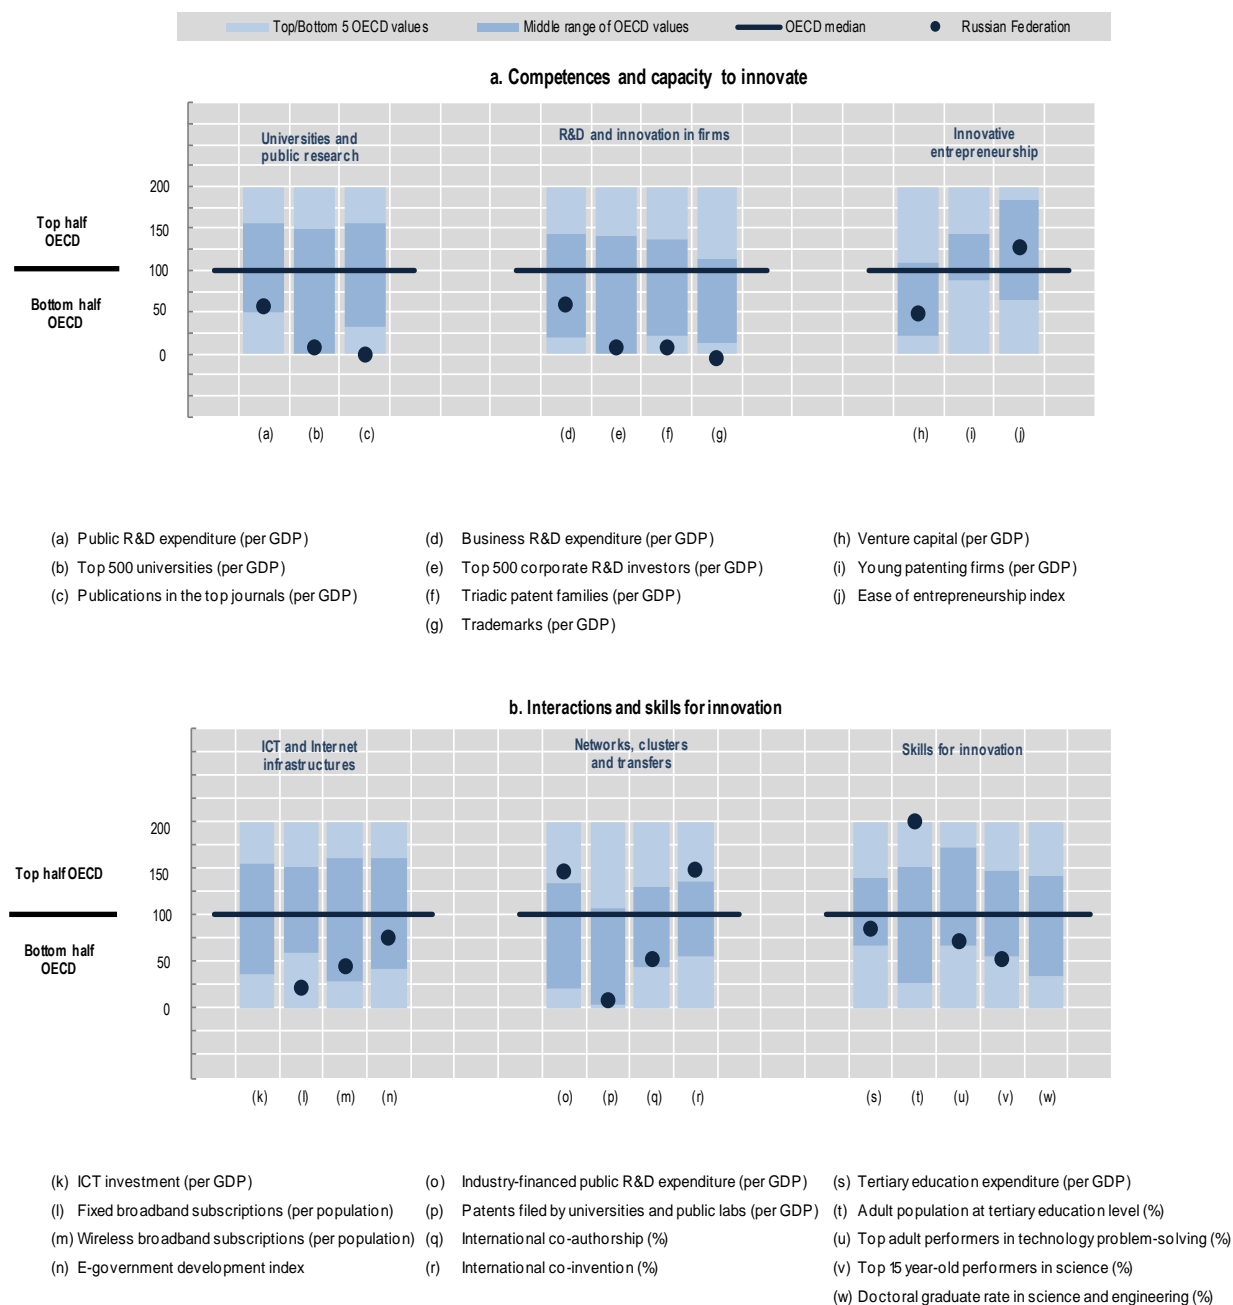 Top/Bottom 5 OECD values Middle range of OECD values OECD median Russian Federation
a. Competences and capacity to innovate
Universities and
public research
R&D and innovation in firms
Innovative
entrepreneurship
200
150
100
50
0
Top half
OECD
Bottom half
OECD
(a) (b) (c) (d) (e) (f) (g) (h) (i) (j)
(a) Public R&D expenditure (per GDP)
(b) Top 500 universities (per GDP)
(c) Publications in the top journals (per GDP)
(d) Business R&D expenditure (per GDP)
(e) Top 500 corporate R&D investors (per GDP)
(f) Triadic patent families (per GDP)
(g) Trademarks (per GDP)
(h) Venture capital (per GDP)
(i) Young patenting firms (per GDP)
(j) Ease of entrepreneurship index
b. Interactions and skills for innovation
ICT and Internet
infrastructures
Networks, clusters
and transfers
Skills for innovation
200
150
100
50
0
Top half OECD
Bottom half
OECD
(k) (l) (m) (n) (o) (p) (q) (r) (s) (t) (u) (v) (w)
(k) ICT investment (per GDP)
(l) Fixed broadband subscriptions (per population)
(m) Wireless broadband subscriptions (per population)
(n) E-government development index
(o) Industry-financed public R&D expenditure (per GDP)
(p) Patents filed by universities and public labs (per GDP)
(q) International co-authorship (%)
(r) International co-invention (%)
(s) Tertiary education expenditure (per GDP)
(t) Adult population at tertiary education level (%)
(u) Top adult performers in technology problem-solving (%)
(v) Top 15 year-old performers in science (%)
(w) Doctoral graduate rate in science and engineering (%)